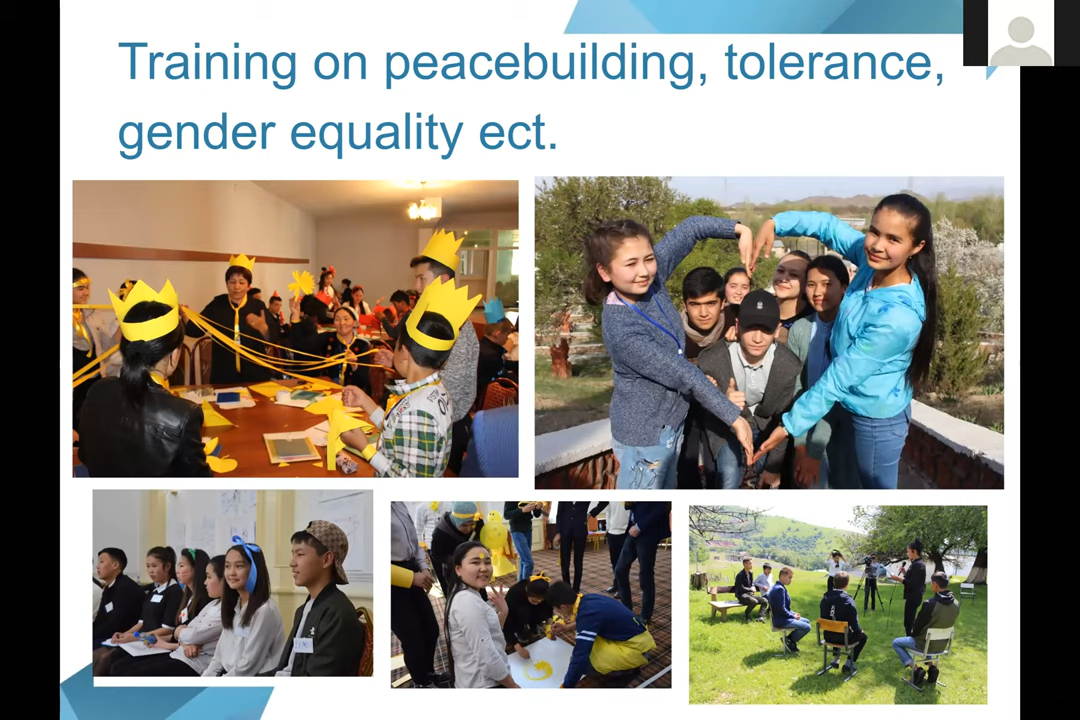 Training on peacebuilding, tolerance,
gender equality ect.